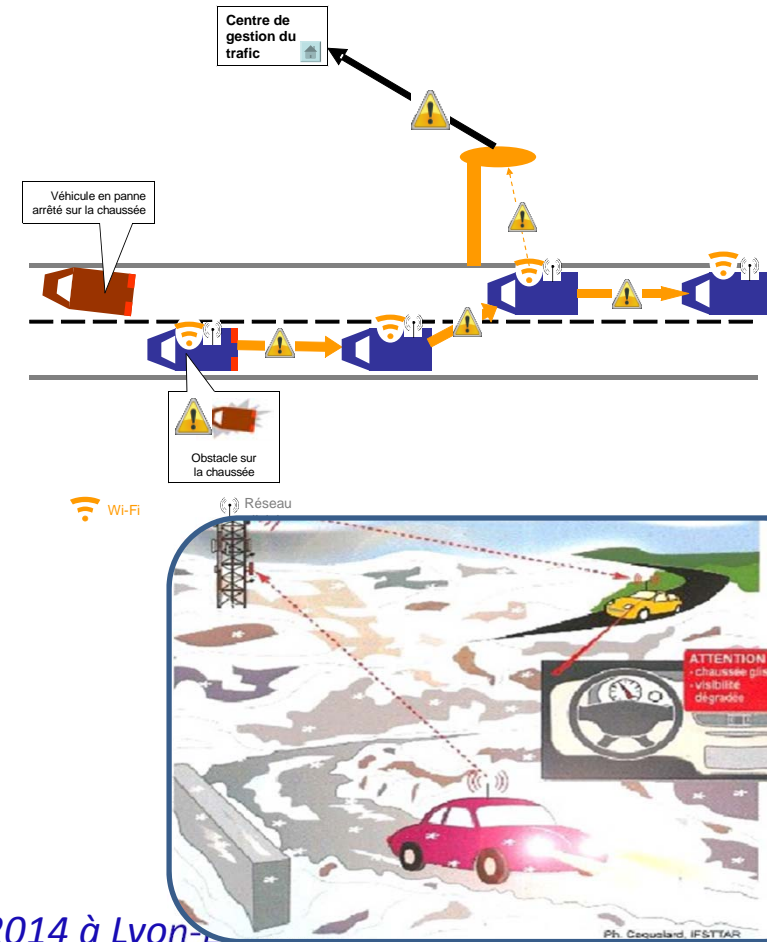 Centre de
gestion du
trafic
Véhicule en panne
arrêté sur la chaussée
Obstacle sur
la chaussée
Wi-Fi
Réseau
ATTENTION
- chaussée glis
- visibilité
dégradée
2014 à Lyon-
Ph. Caquelard, IFSTTAR